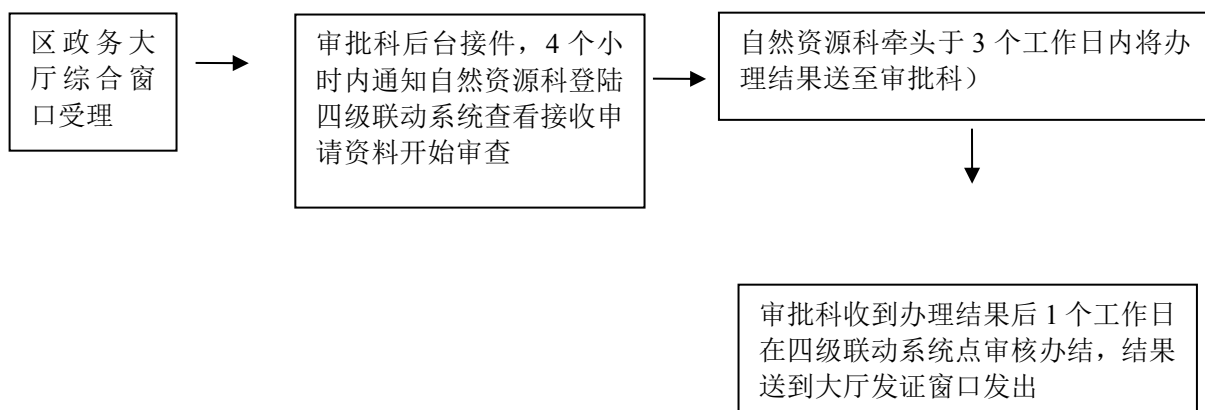 区政务大
厅综合窗
口受理
审批科后台接件，4 个小
时内通知自然资源科登陆
四级联动系统查看接收申
请资料开始审查
自然资源科牵头于 3 个工作日内将办
理结果送至审批科）
审批科收到办理结果后 1 个工作日
在四级联动系统点审核办结，结果
送到大厅发证窗口发出